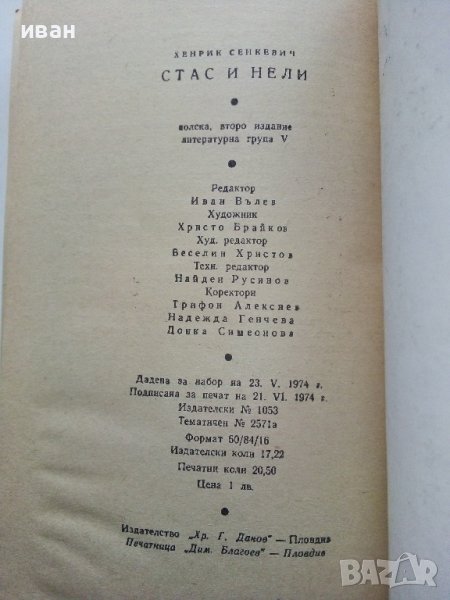 иван
ХЕНРИК СЕНКЕВИЧ
СТАС И НЕЛИ
полска, второ издание
литературна група V
Редактор
Иван Вълев
Художник
Христо Брайков
Худ. редактор
Веселин Христов
Техн. редактор
Найден Русинов
Коректори
Трифон Алексиев
Надежда Генчева
Донка Симеонова
Дадена за набор на 23. V. 1974 г.
Подписана за печат на 21. VI. 1974 г.
Издателски № 1053
Тематичен № 2571а
Формат 60/84/16
Издателски коли 17,22
Печатни коли 20,50
Цена 1 лв.
Издателство „Хр. Г. Данов" — Пловдив
Печатница „Дим. Благоев" — Пловдив
BAZAR.bg